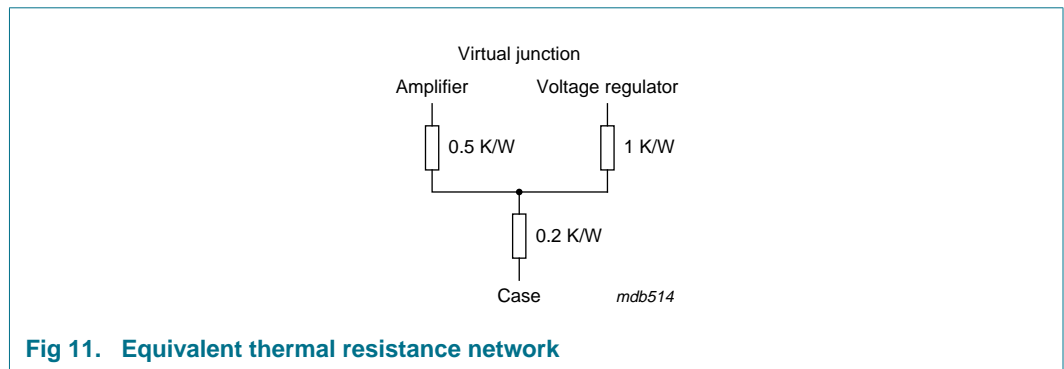 Virtual junction
Amplifier Voltage regulator
0.5 K/W 1 K/W
0.2 K/W
Case mdb514
Fig 11. Equivalent thermal resistance network